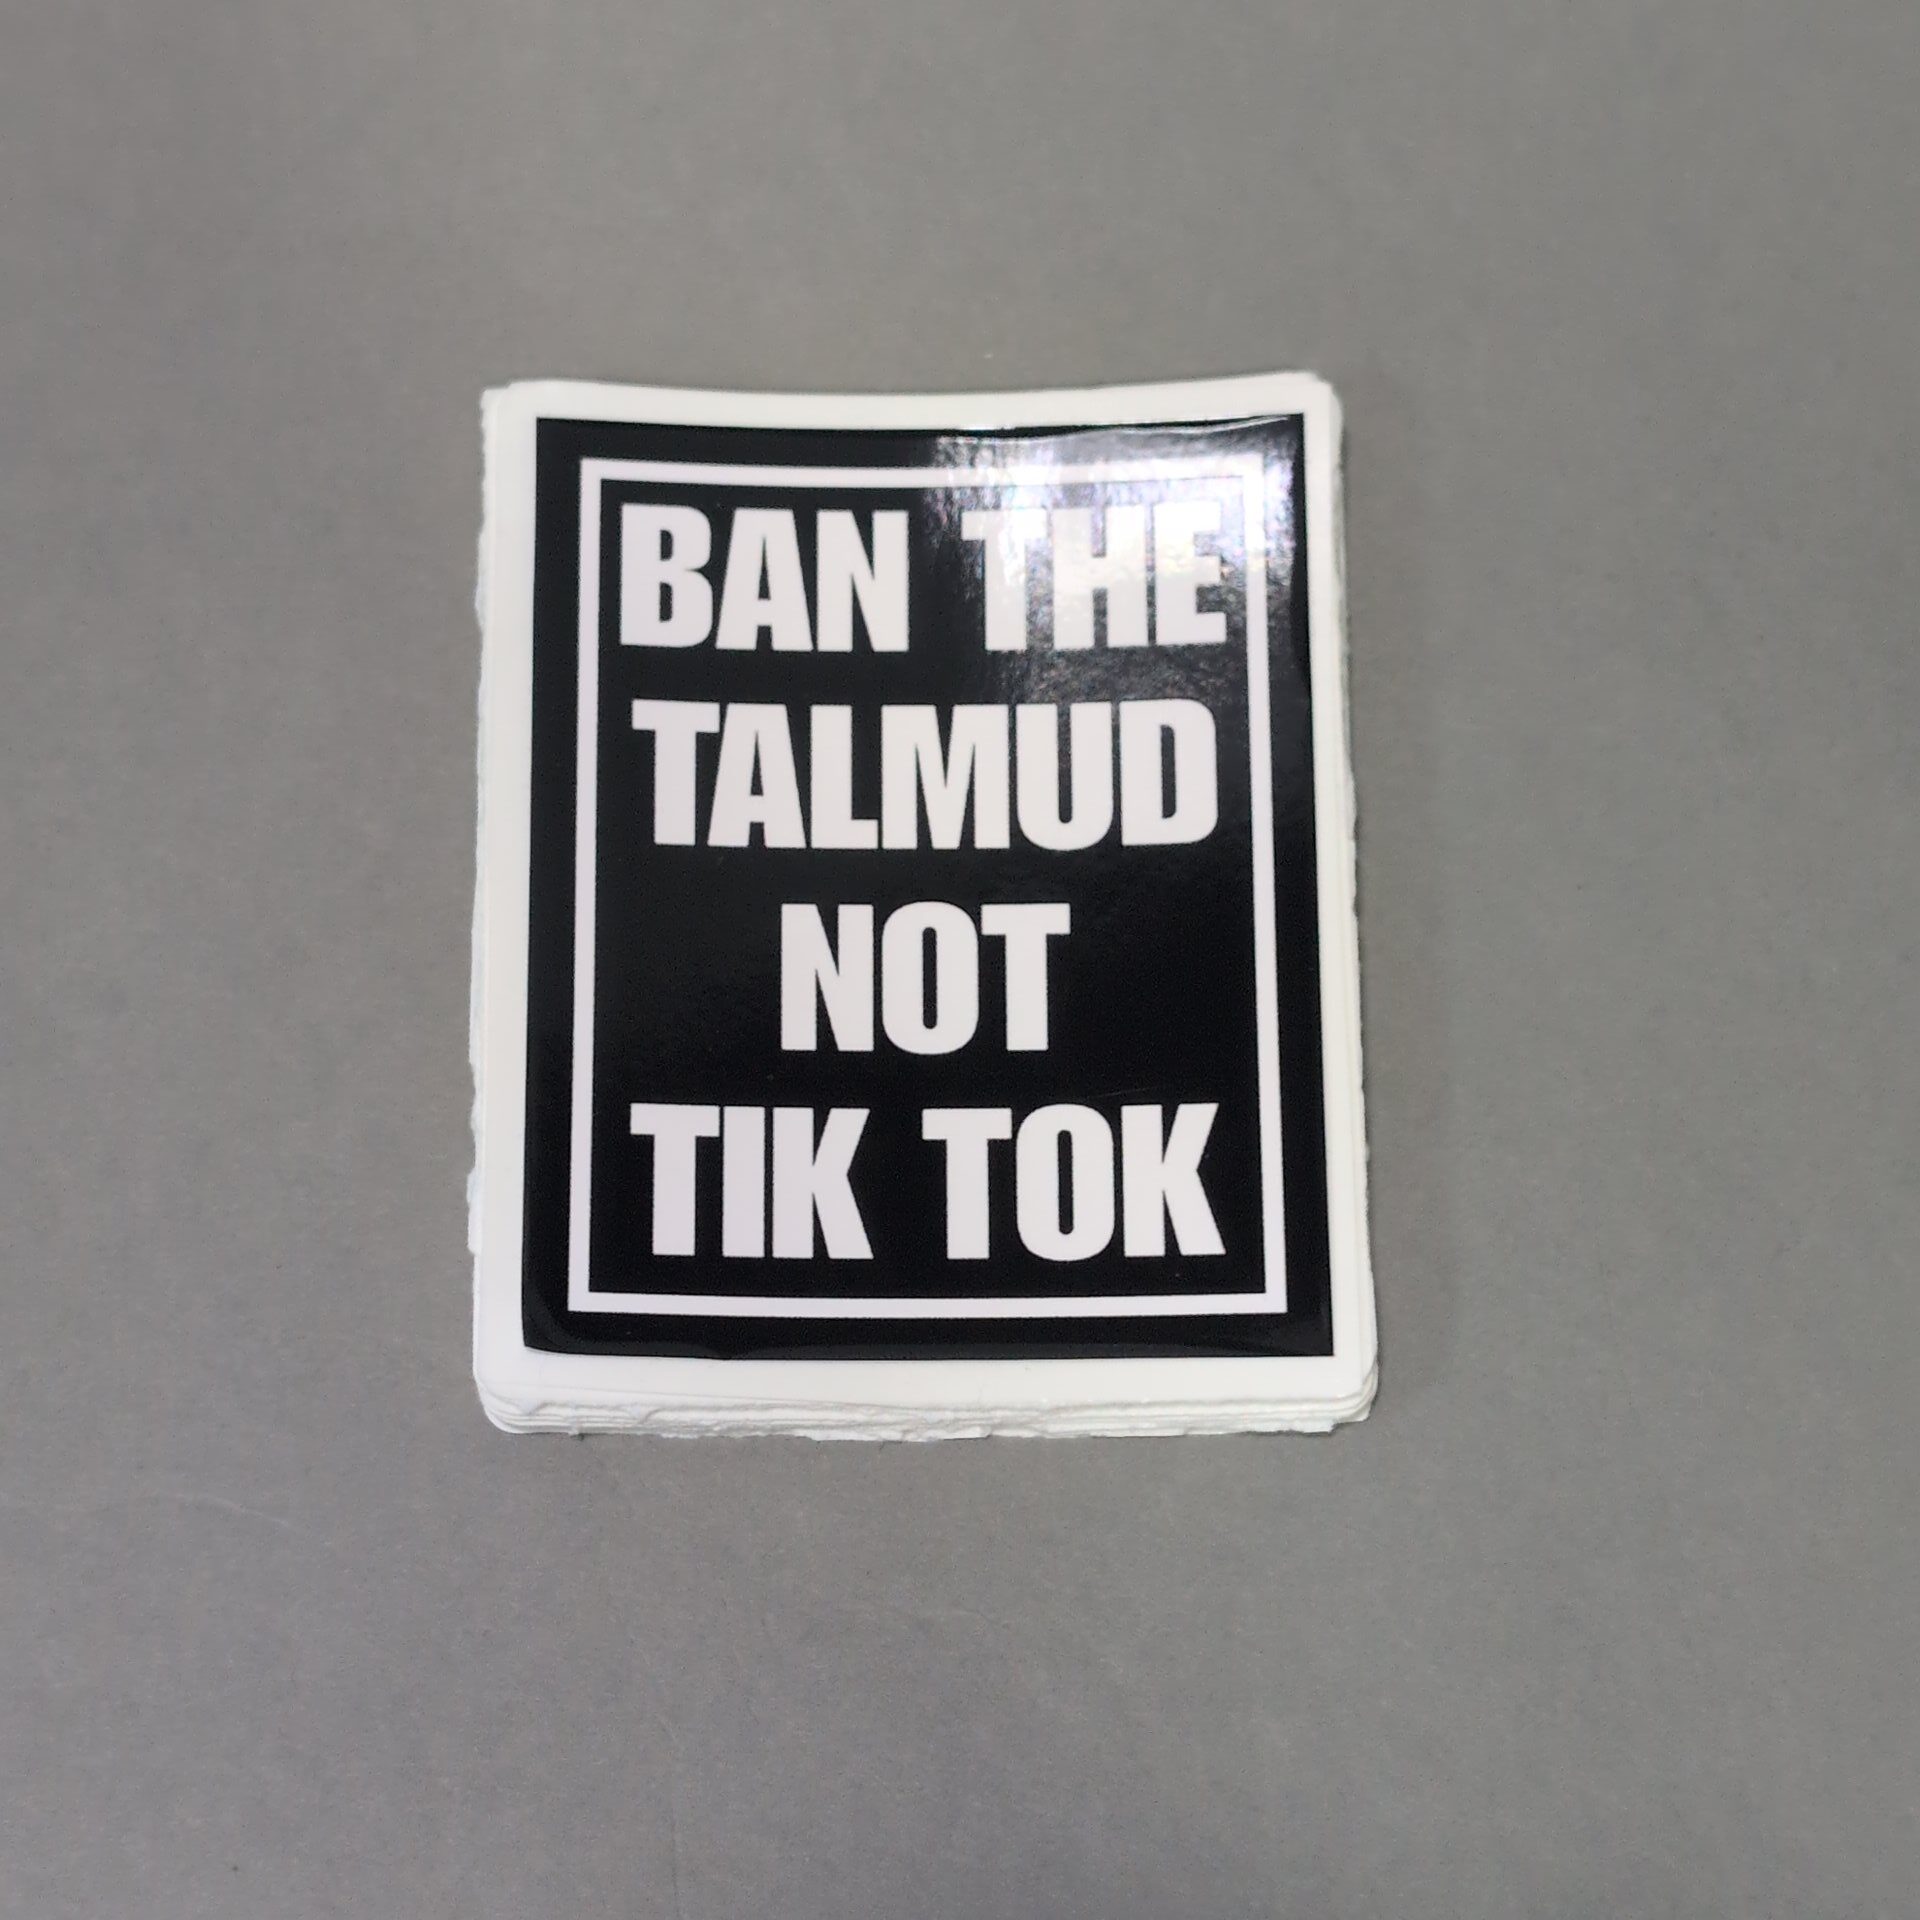 BAN THE
TALMUD
NOT
TIK TOK